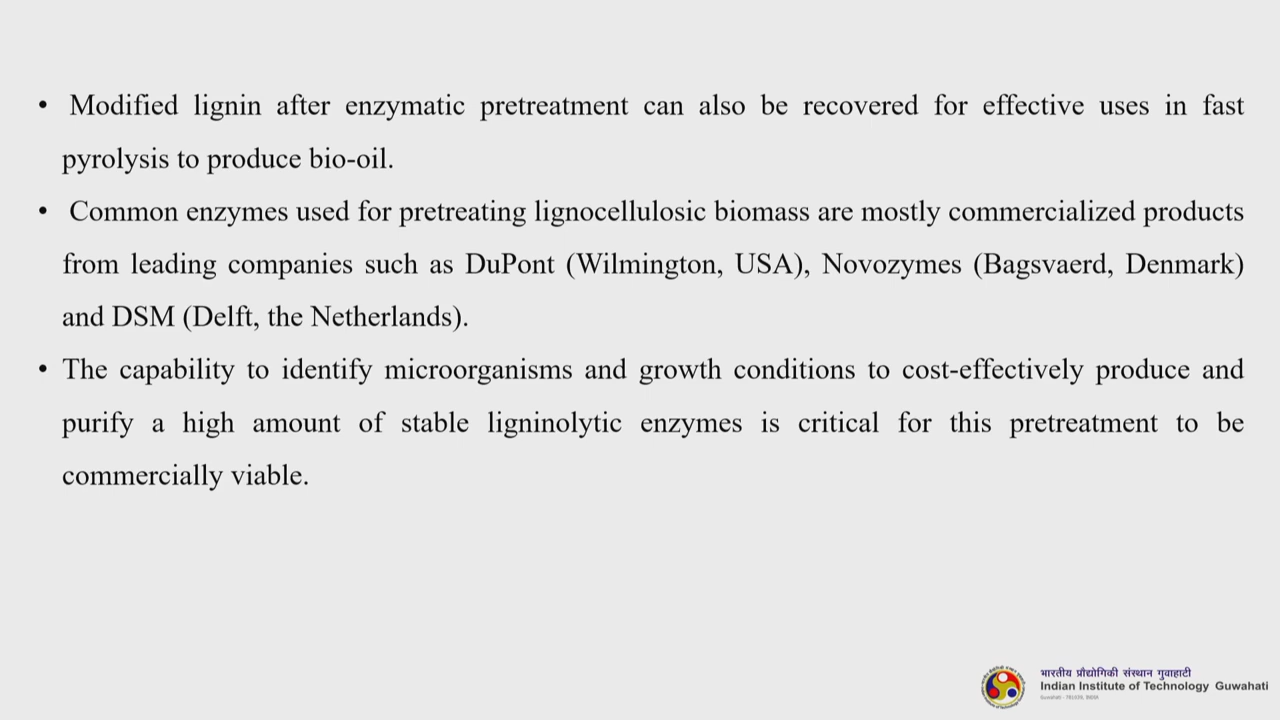 • Modified lignin after enzymatic pretreatment can also be recovered for effective uses in fast
pyrolysis to produce bio-oil.
• Common enzymes used for pretreating lignocellulosic biomass are mostly commercialized products
from leading companies such as DuPont (Wilmington, USA), Novozymes (Bagsvaerd, Denmark)
and DSM (Delft, the Netherlands).
• The capability to identify microorganisms and growth conditions to cost-effectively produce and
purify a high amount of stable ligninolytic enzymes is critical for this pretreatment to be
commercially viable.
भारतीय प्रौद्योगिकी संस्थान गुवाहाटी
Indian Institute of Technology Guwahati